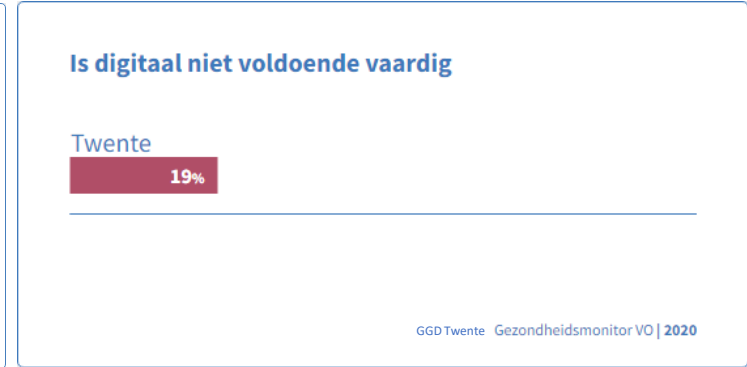 Is digitaal niet voldoende vaardig
Twente
19%
GGD Twente Gezondheidsmonitor VO | 2020